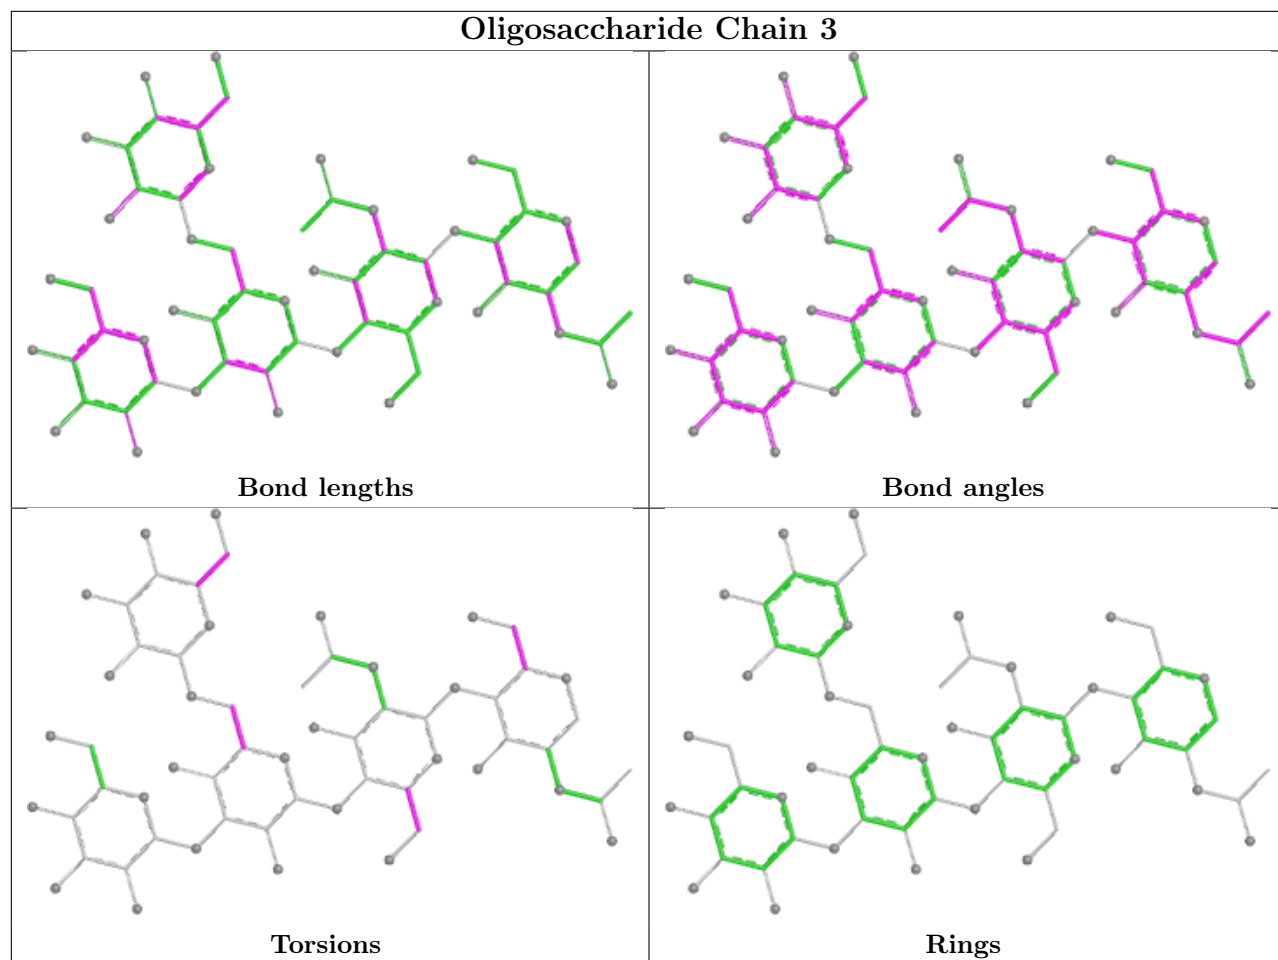 Oligosaccharide Chain 3
Bond lengths
Bond angles
Torsions
Rings